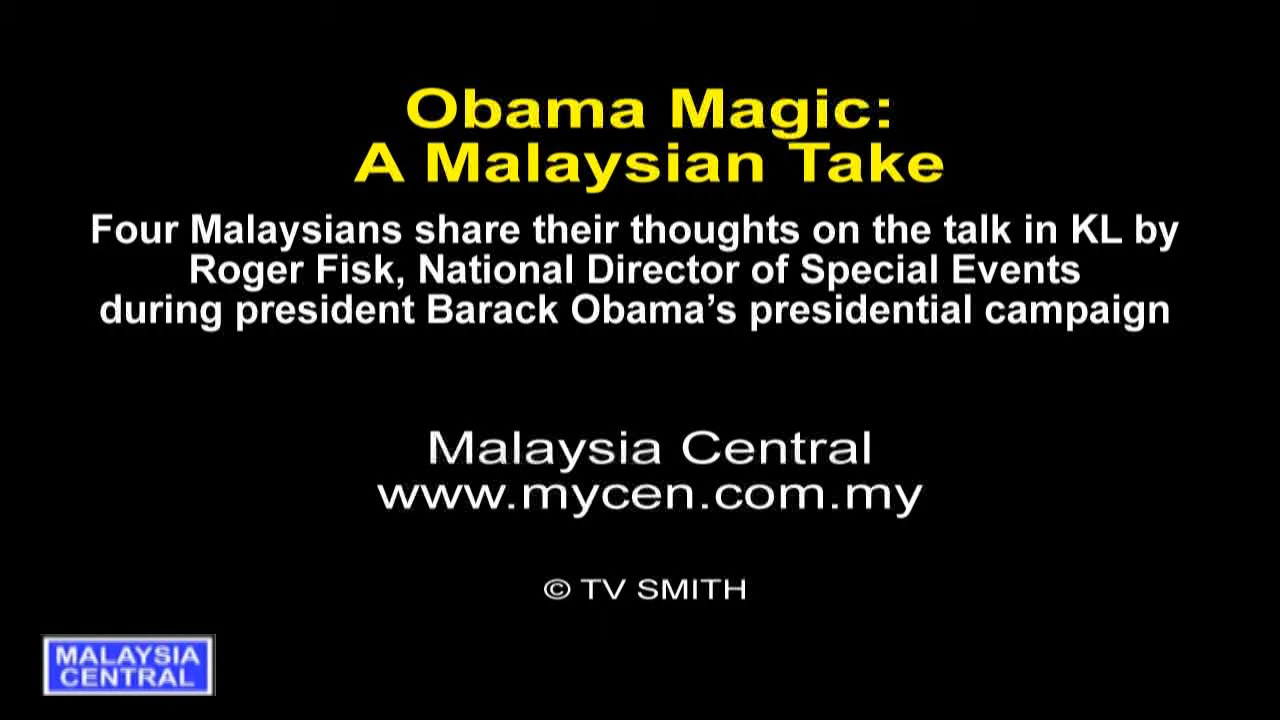 Obama Magic:
A Malaysian Take
Four Malaysians share their thoughts on the talk in KL by
Roger Fisk, National Director of Special Events
during president Barack Obama’s presidential campaign
Malaysia Central
www.mycen.com.my
© TV SMITH
MALAYSIA
CENTRAL